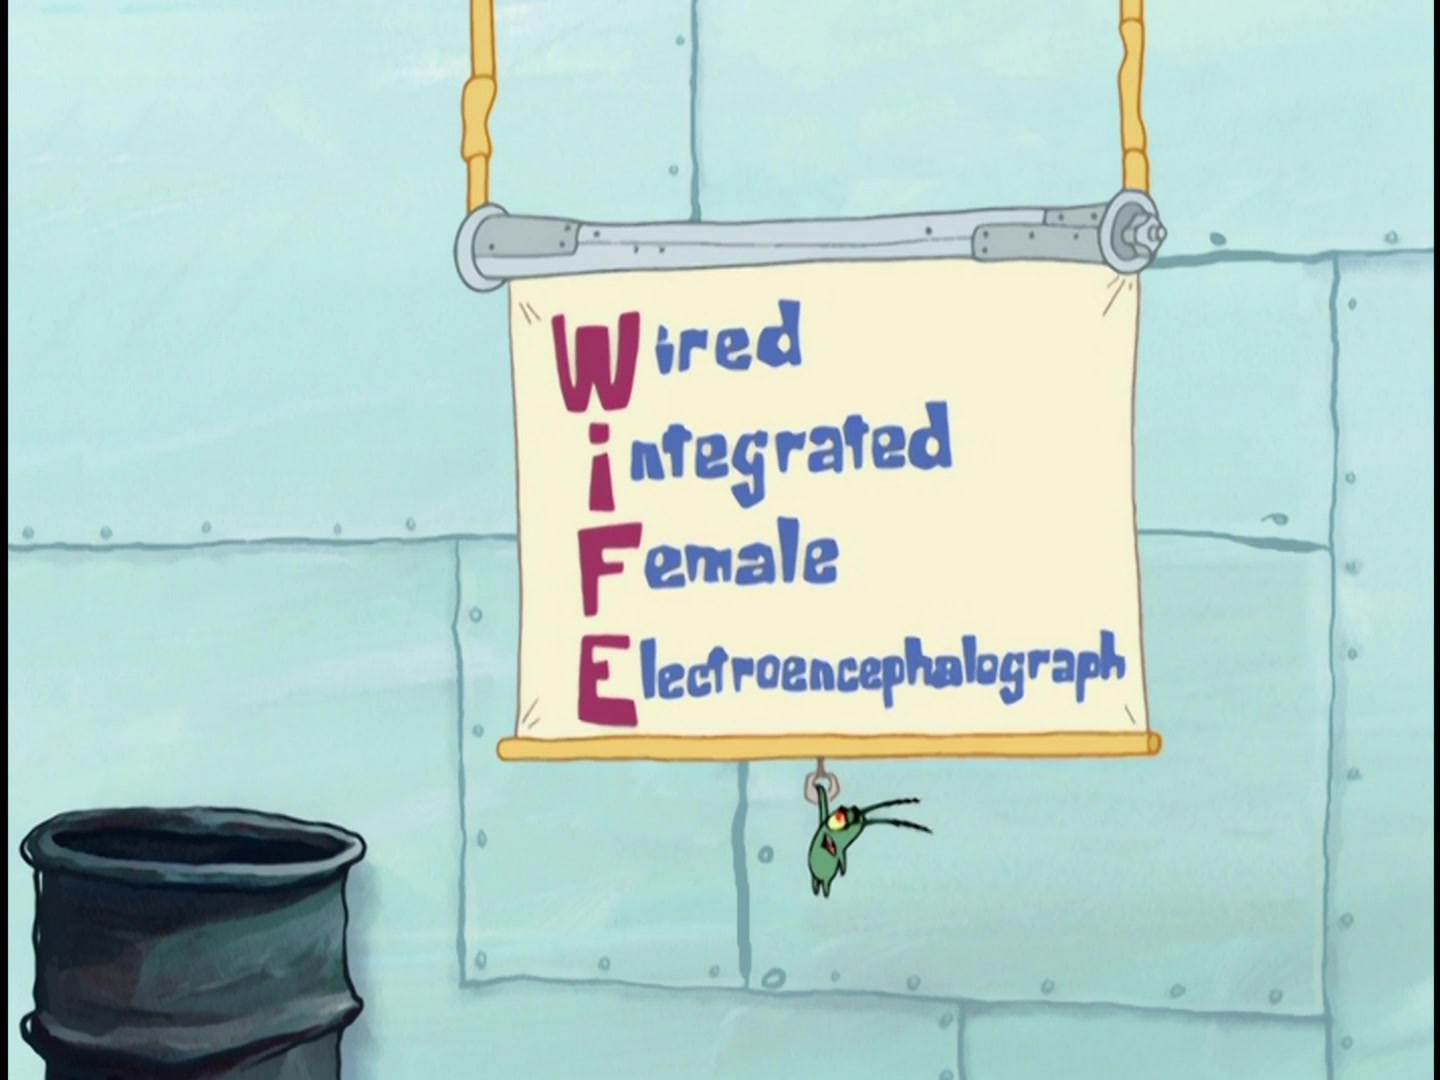 Wired
integrated
Female
Electroencephalograph